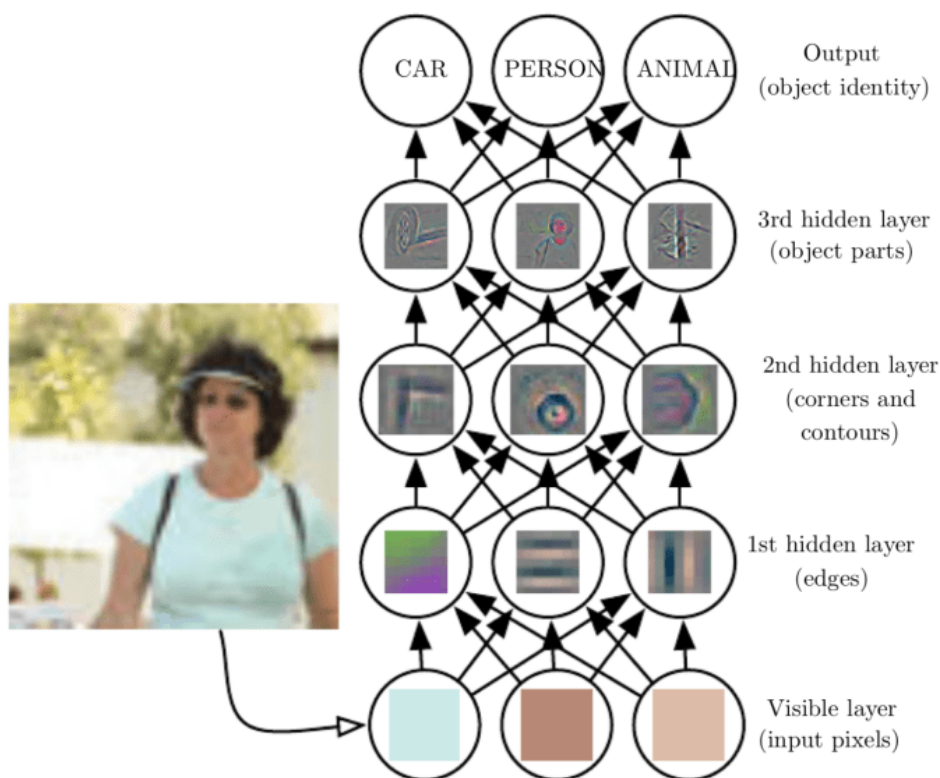 CAR PERSON ANIMAL
Output
(object identity)
3rd hidden layer
(object parts)
2nd hidden layer
(corners and
contours)
1st hidden layer
(edges)
Visible layer
(input pixels)